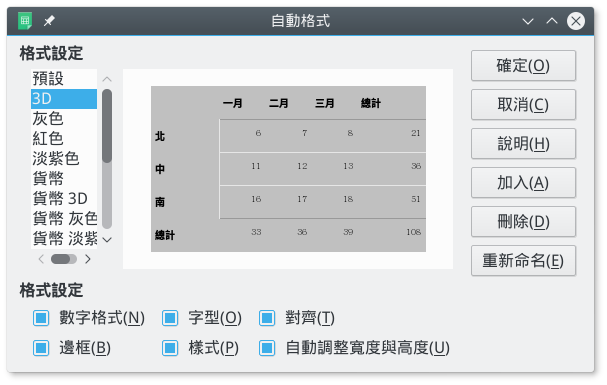 自動格式
格式設定
預設
3D
灰色
紅色
淡紫色
貨幣
貨幣 3D
貨幣 灰色
貨幣 淡紫
一月 二月 三月 總計
北 6 7 8 21
中 11 12 13 36
南 16 17 18 51
總計 33 36 39 108
確定(O)
取消(C)
說明(H)
加入(A)
刪除(D)
重新命名(E)
格式設定
數字格式(N) 字型(O) 對齊(T)
邊框(B) 樣式(P) 自動調整寬度與高度(U)